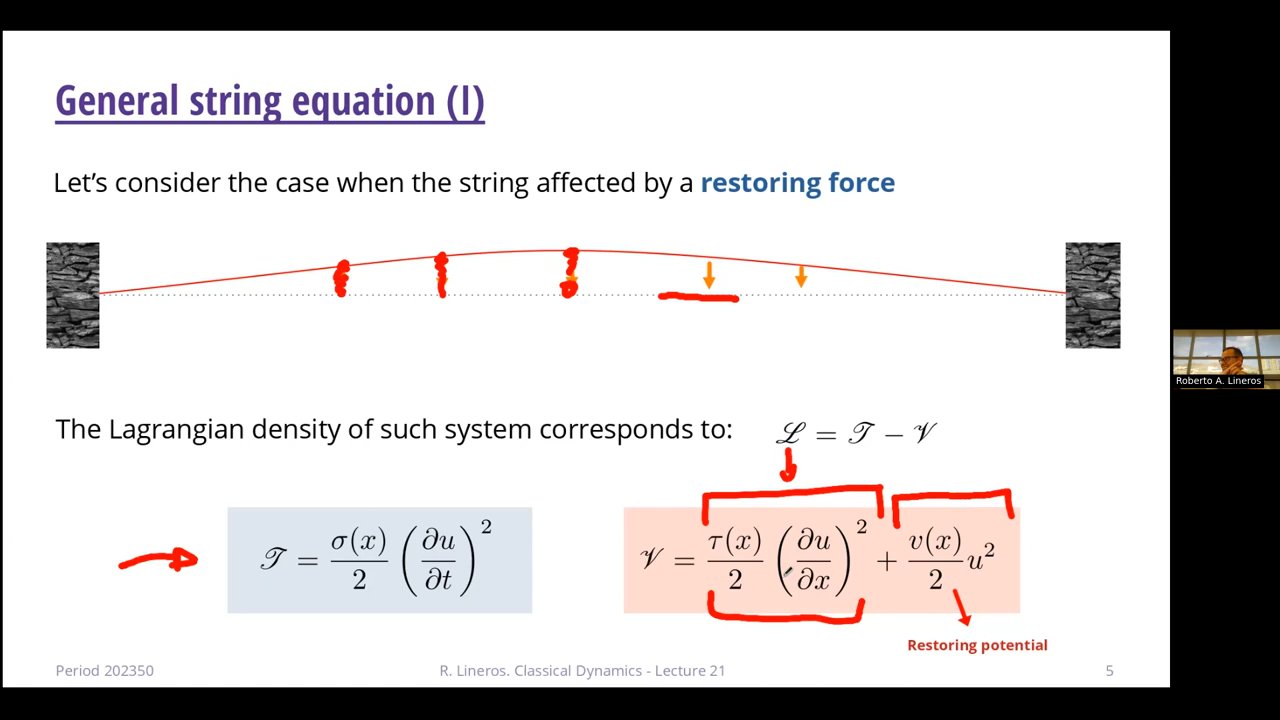 General string equation (I)
Let's consider the case when the string affected by a restoring force
The Lagrangian density of such system corresponds to: ℒ = 𝒯 − 𝒱
𝒯 = σ(x)/2 (∂u/∂t)²
𝒱 = τ(x)/2 (∂u/∂x)² + v(x)/2 u²
Restoring potential
Roberto A. Lineros
Period 202350
R. Lineros. Classical Dynamics - Lecture 21
5